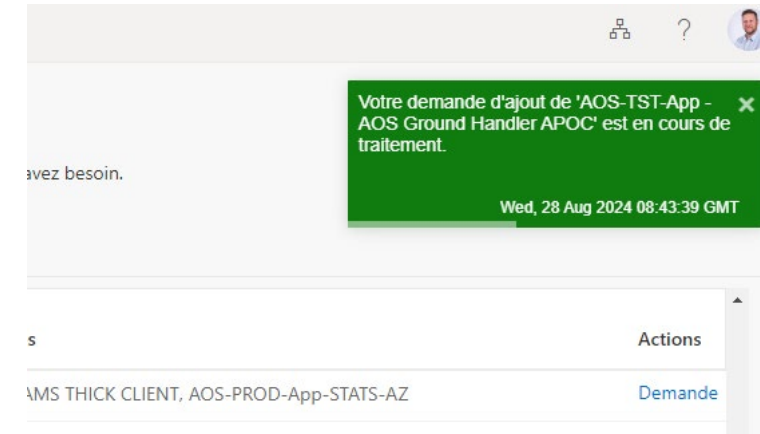 ?
Votre demande d'ajout de 'AOS-TST-App -
AOS Ground Handler APOC' est en cours de
traitement.
avez besoin.
Wed, 28 Aug 2024 08:43:39 GMT
s Actions
AMS THICK CLIENT, AOS-PROD-App-STATS-AZ Demande